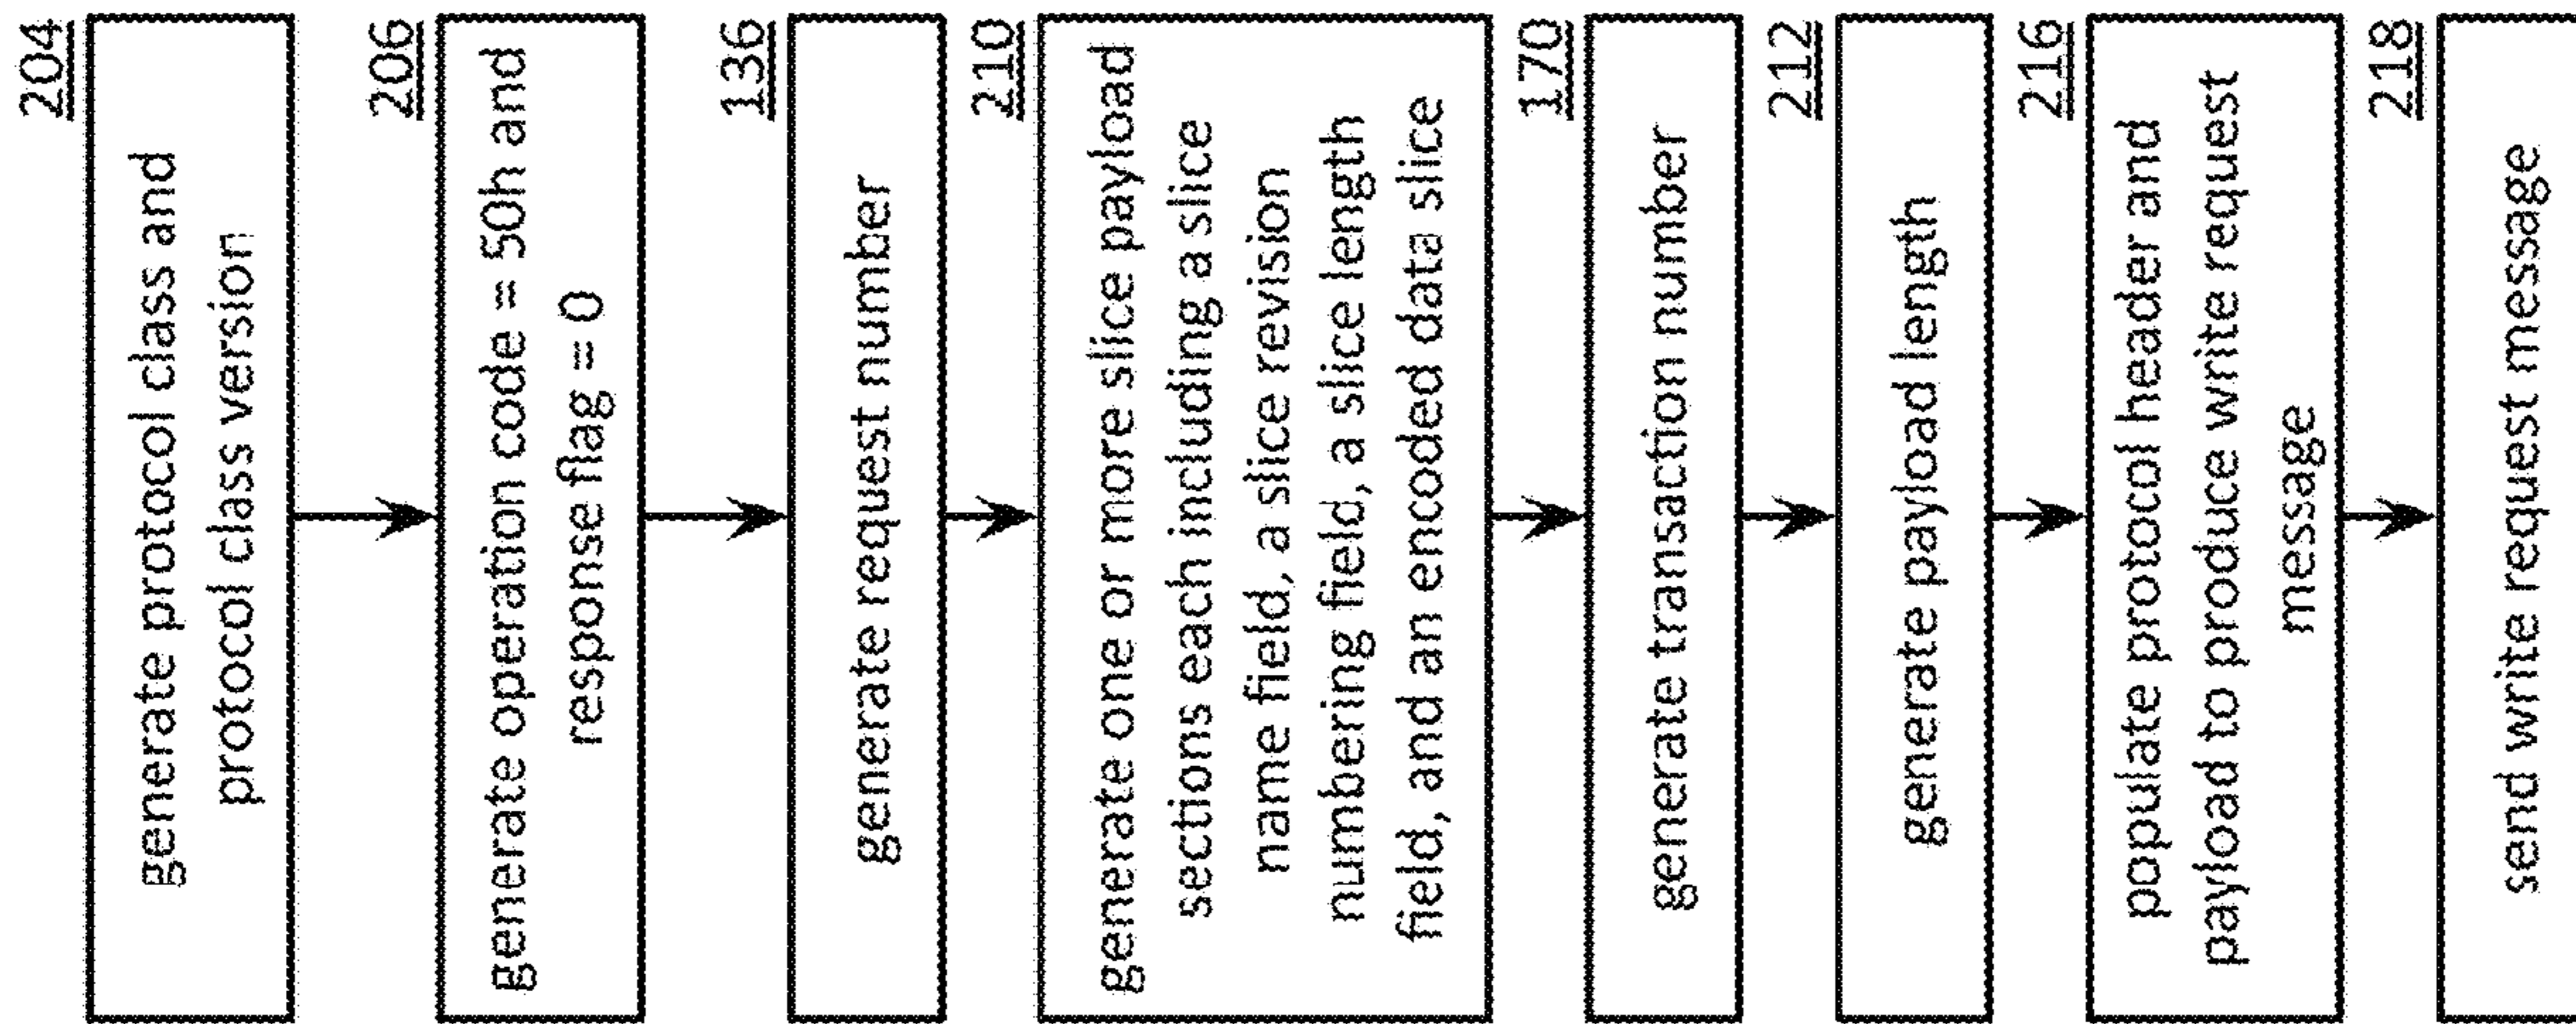 204
generate protocol class and
protocol class version
206
generate operation code = 50h and
response flag = 0
136
generate request number
210
generate one or more slice payload
sections each including a slice
name field, a slice revision
numbering field, a slice length
field, and an encoded data slice
170
generate transaction number
212
generate payload length
216
populate protocol header and
payload to produce write request
message
218
send write request message